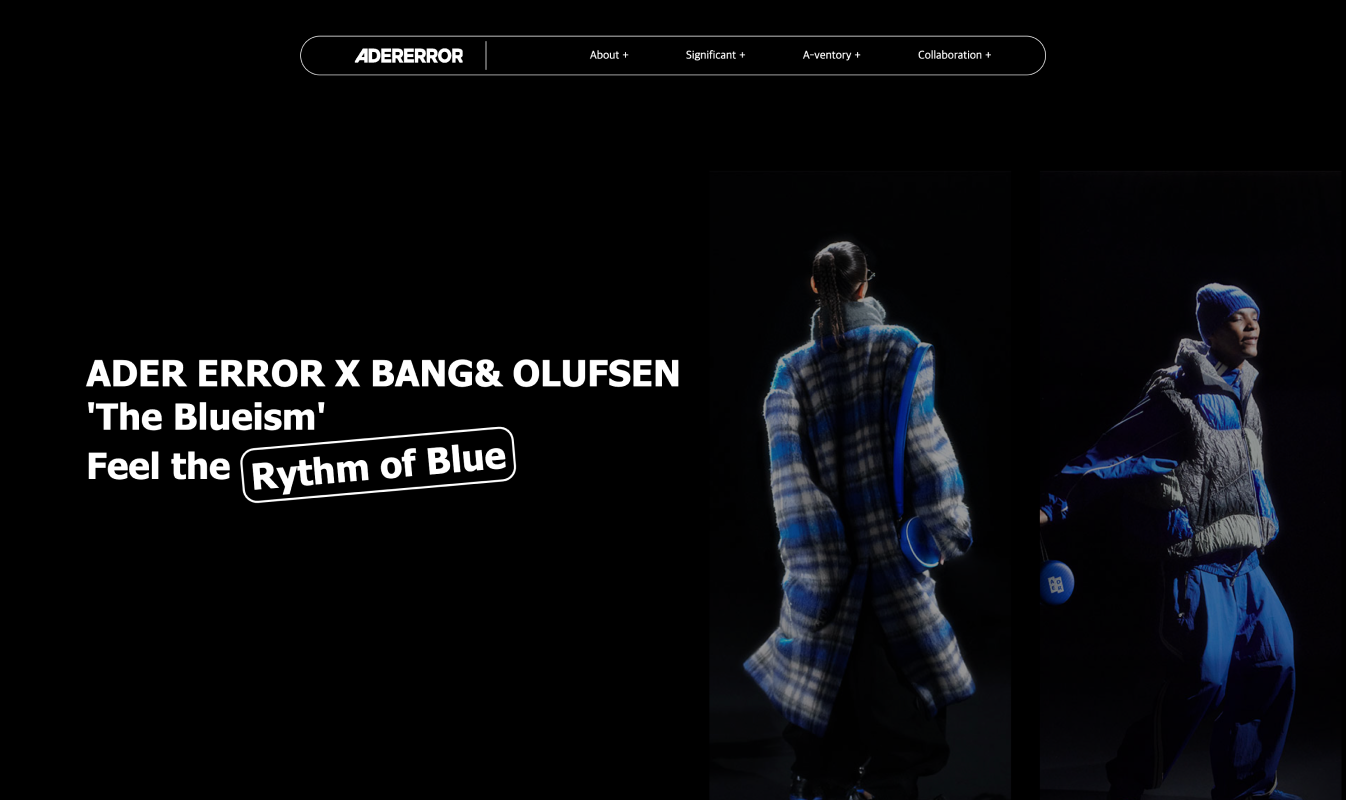 ADERERROR
About +
Significant +
A-ventory +
Collaboration +
ADER ERROR X BANG& OLUFSEN
'The Blueism'
Feel the Rythm of Blue